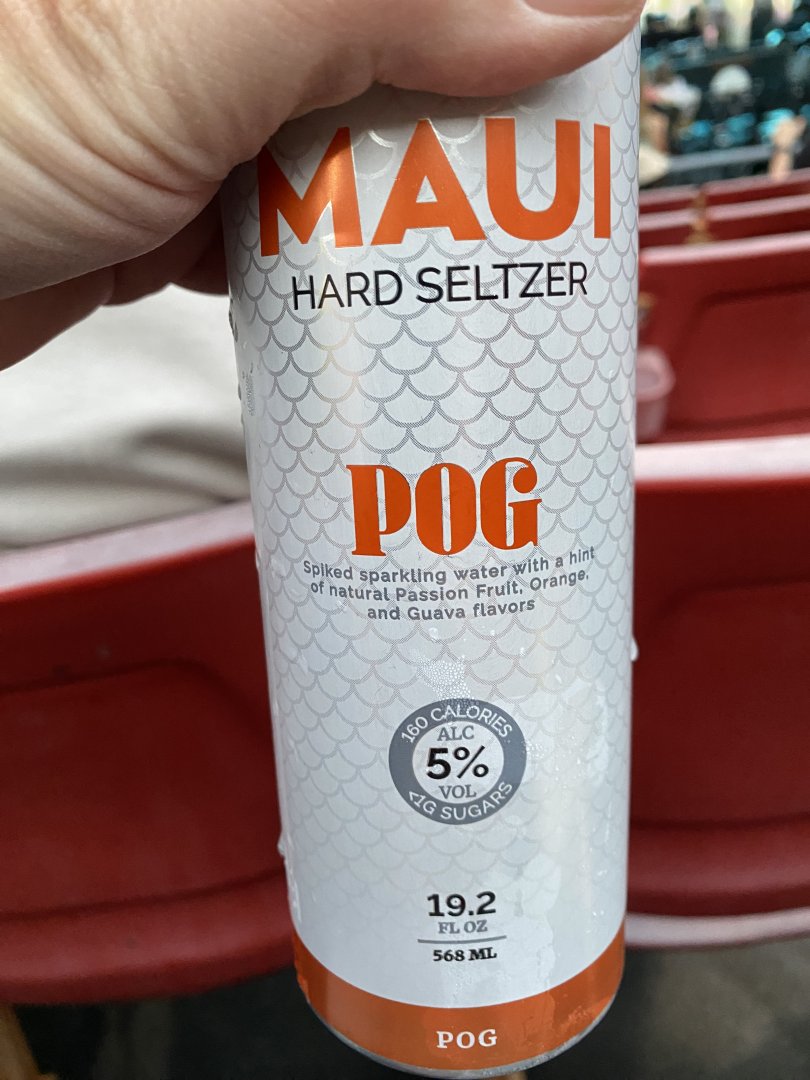 MAUI
HARD SELTZER
POG
Spiked sparkling water with a hint
of natural Passion Fruit, Orange,
and Guava flavors
160 CALORIES
ALC
5%
VOL
<1G SUGARS
19.2
FL OZ
568 ML
POG